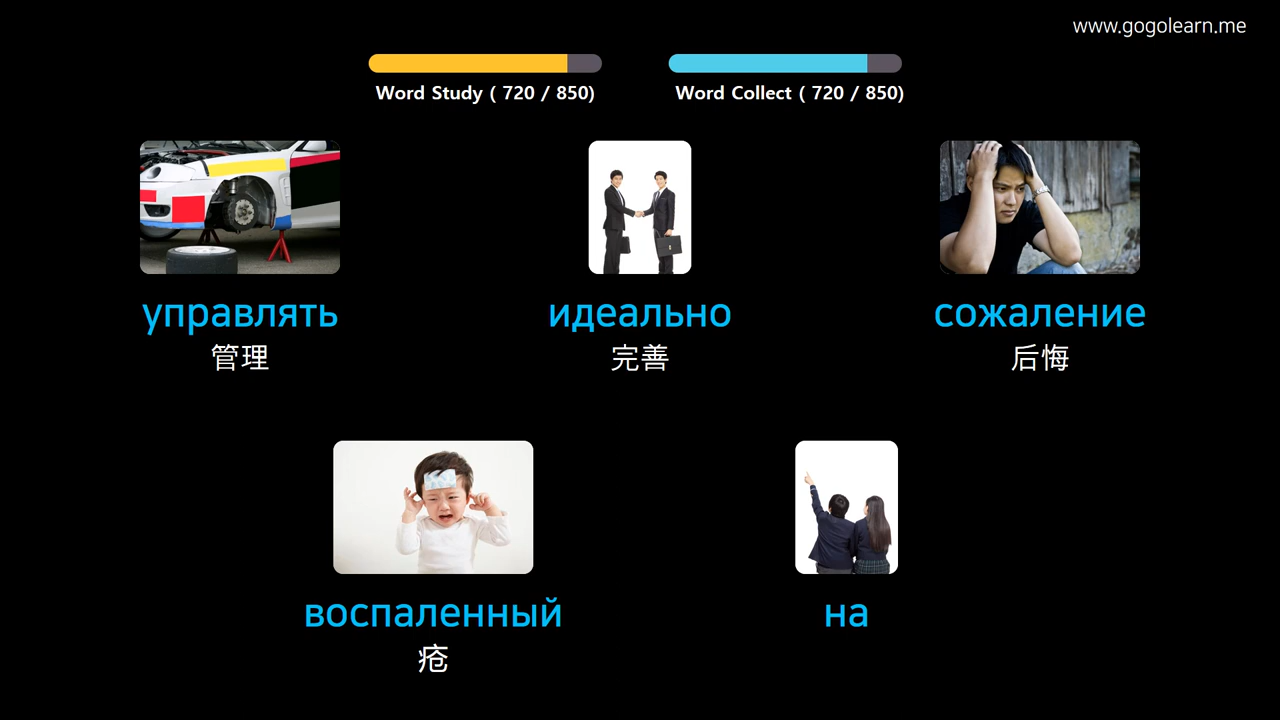 www.gogolearn.me
Word Study ( 720 / 850)
Word Collect ( 720 / 850)
управлять
管理
идеально
完善
сожаление
后悔
воспаленный
疮
на